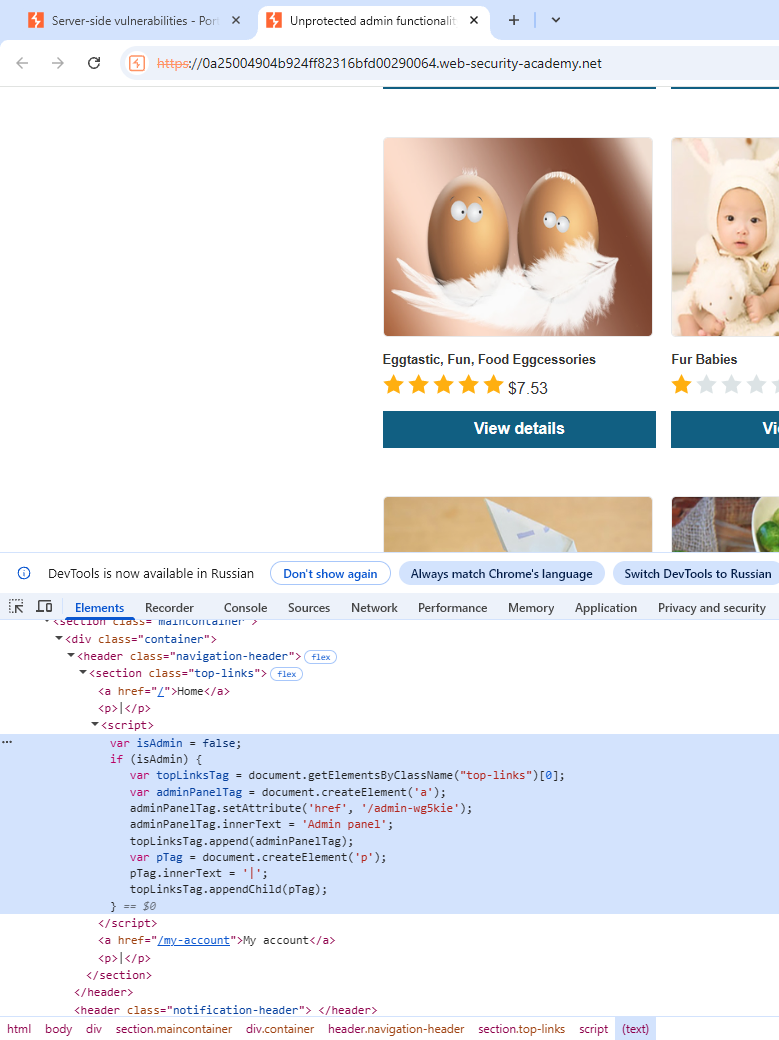 Server-side vulnerabilities - Por
Unprotected admin functionalit
https://0a25004904b924ff82316bfd00290064.web-security-academy.net
Eggtastic, Fun, Food Eggcessories
Fur Babies
$7.53
View details
Vi
DevTools is now available in Russian
Don't show again
Always match Chrome's language
Switch DevTools to Russian
Elements
Recorder
Console
Sources
Network
Performance
Memory
Application
Privacy and security
<section class="maincontainer">
<div class="container">
<header class="navigation-header"> flex
<section class="top-links"> flex
<a href="/">Home</a>
<p>|</p>
<script>
var isAdmin = false;
if (isAdmin) {
var topLinksTag = document.getElementsByClassName("top-links")[0];
var adminPanelTag = document.createElement('a');
adminPanelTag.setAttribute('href', '/admin-wg5kie');
adminPanelTag.innerText = 'Admin panel';
topLinksTag.append(adminPanelTag);
var pTag = document.createElement('p');
pTag.innerText = '|';
topLinksTag.appendChild(pTag);
} == $0
</script>
<a href="/my-account">My account</a>
<p>|</p>
</section>
</header>
<header class="notification-header"> </header>
html body div section.maincontainer div.container header.navigation-header section.top-links script (text)